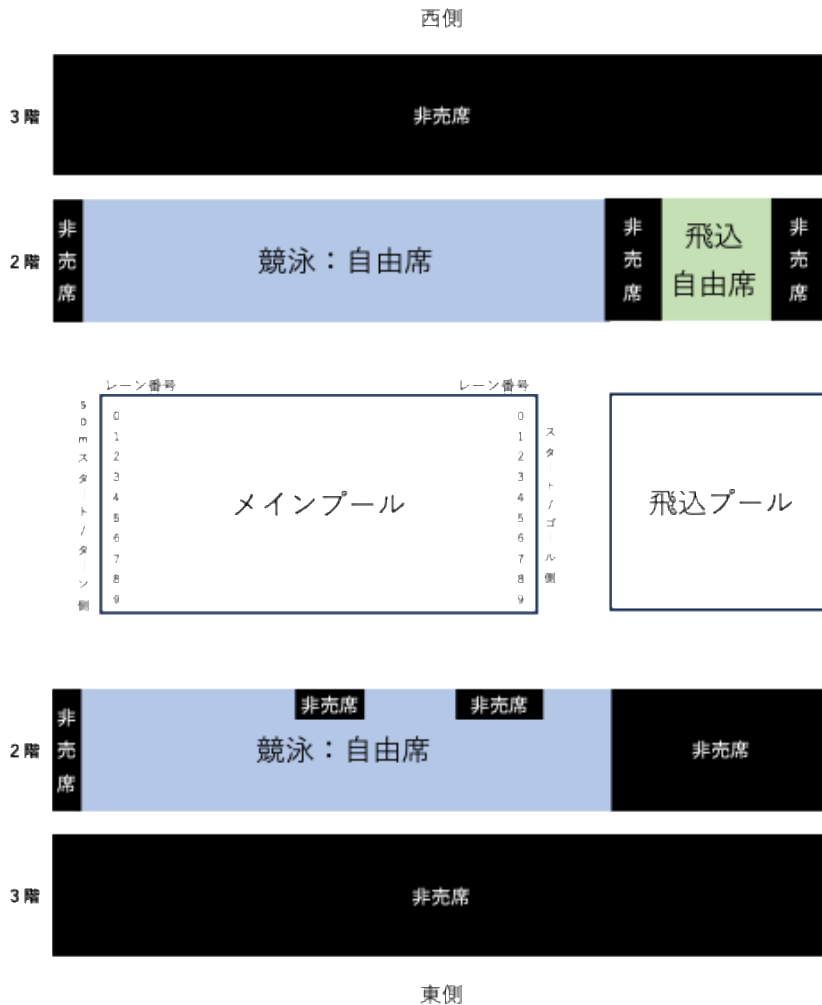 西側
3階
非売席
2階
非売席
競泳：自由席
非売席
飛込
自由席
非売席
レーン番号
レーン番号
50mスタート/ターン側
0
1
2
3
4
5
6
7
8
9
メインプール
0
1
2
3
4
5
6
7
8
9
スタート/ゴール側
飛込プール
2階
非売席
非売席
非売席
競泳：自由席
非売席
3階
非売席
東側